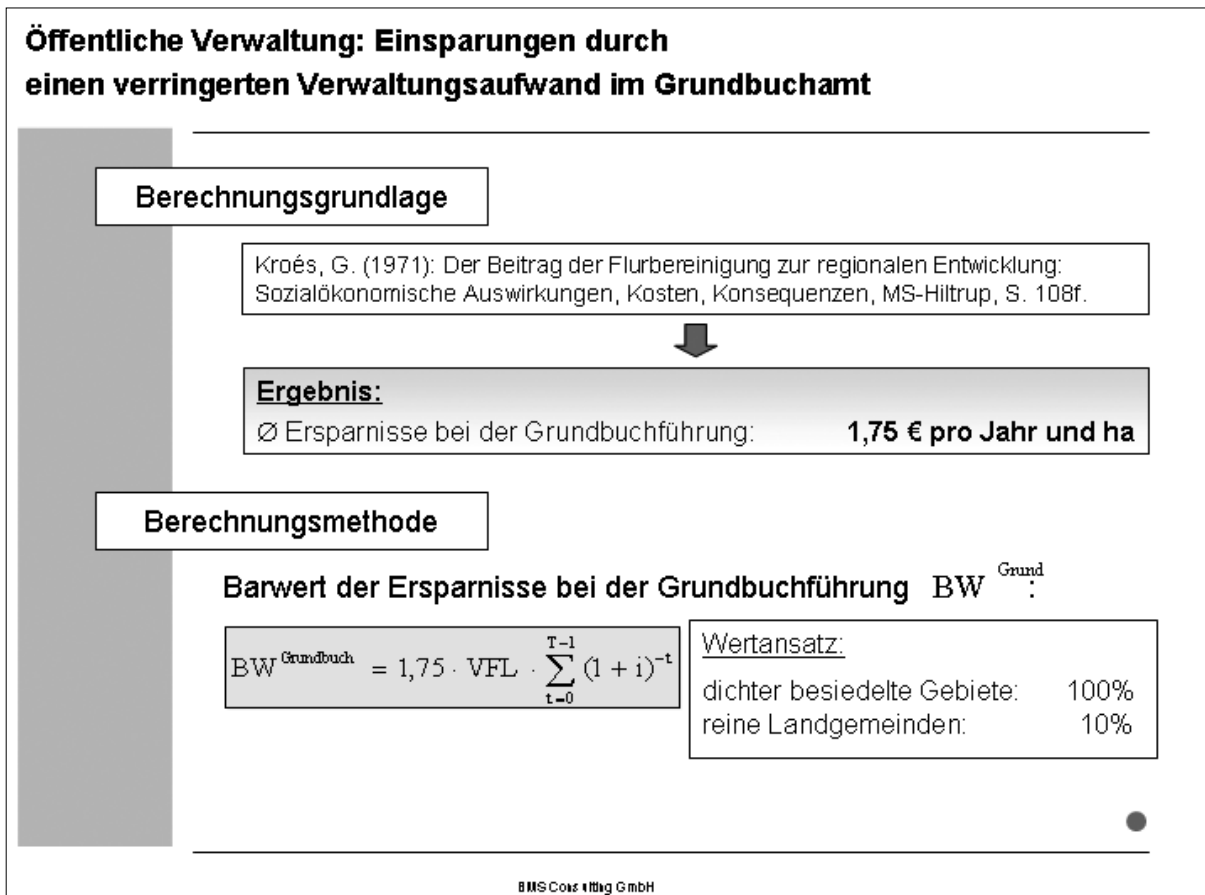 Öffentliche Verwaltung: Einsparungen durch
einen verringerten Verwaltungsaufwand im Grundbuchamt
Berechnungsgrundlage
Kroés, G. (1971): Der Beitrag der Flurbereinigung zur regionalen Entwicklung:
Sozialökonomische Auswirkungen, Kosten, Konsequenzen, MS-Hiltrup, S. 108f.
Ergebnis:
Ø Ersparnisse bei der Grundbuchführung: 1,75 € pro Jahr und ha
Berechnungsmethode
Barwert der Ersparnisse bei der Grundbuchführung BW^Grund:
BW^Grundbuch = 1,75 · VFL · ∑_{t=0}^{T-1} (1 + i)^-t
Wertansatz:
dichter besiedelte Gebiete: 100%
reine Landgemeinden: 10%
BMS Consulting GmbH